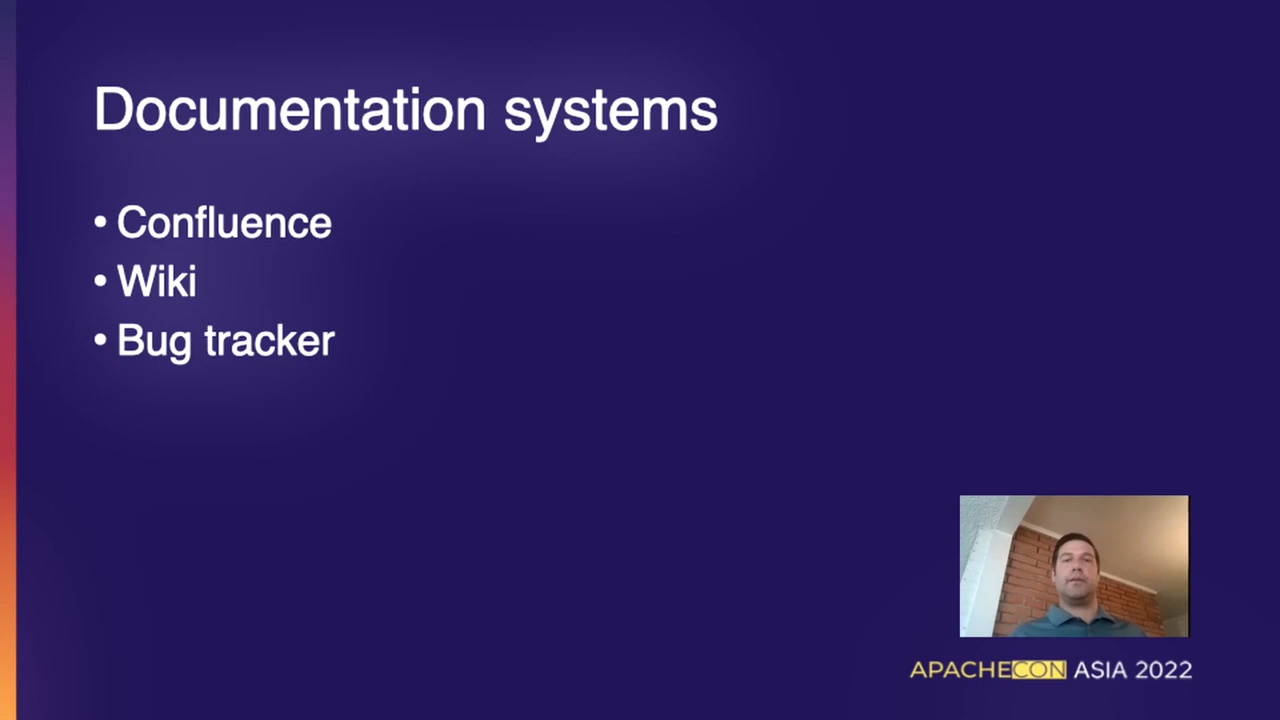 Documentation systems
• Confluence
• Wiki
• Bug tracker
APACHECON ASIA 2022